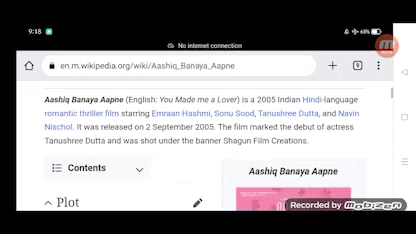 9:18
63%
No internet connection
en.m.wikipedia.org/wiki/Aashiq_Banaya_Aapne
9
Aashiq Banaya Aapne (English: You Made me a Lover) is a 2005 Indian Hindi-language
romantic thriller film starring Emraan Hashmi, Sonu Sood, Tanushree Dutta, and Navin
Nischol. It was released on 2 September 2005. The film marked the debut of actress
Tanushree Dutta and was shot under the banner Shagun Film Creations.
Contents
Aashiq Banaya Aapne
Plot
Recorded by Mobizen